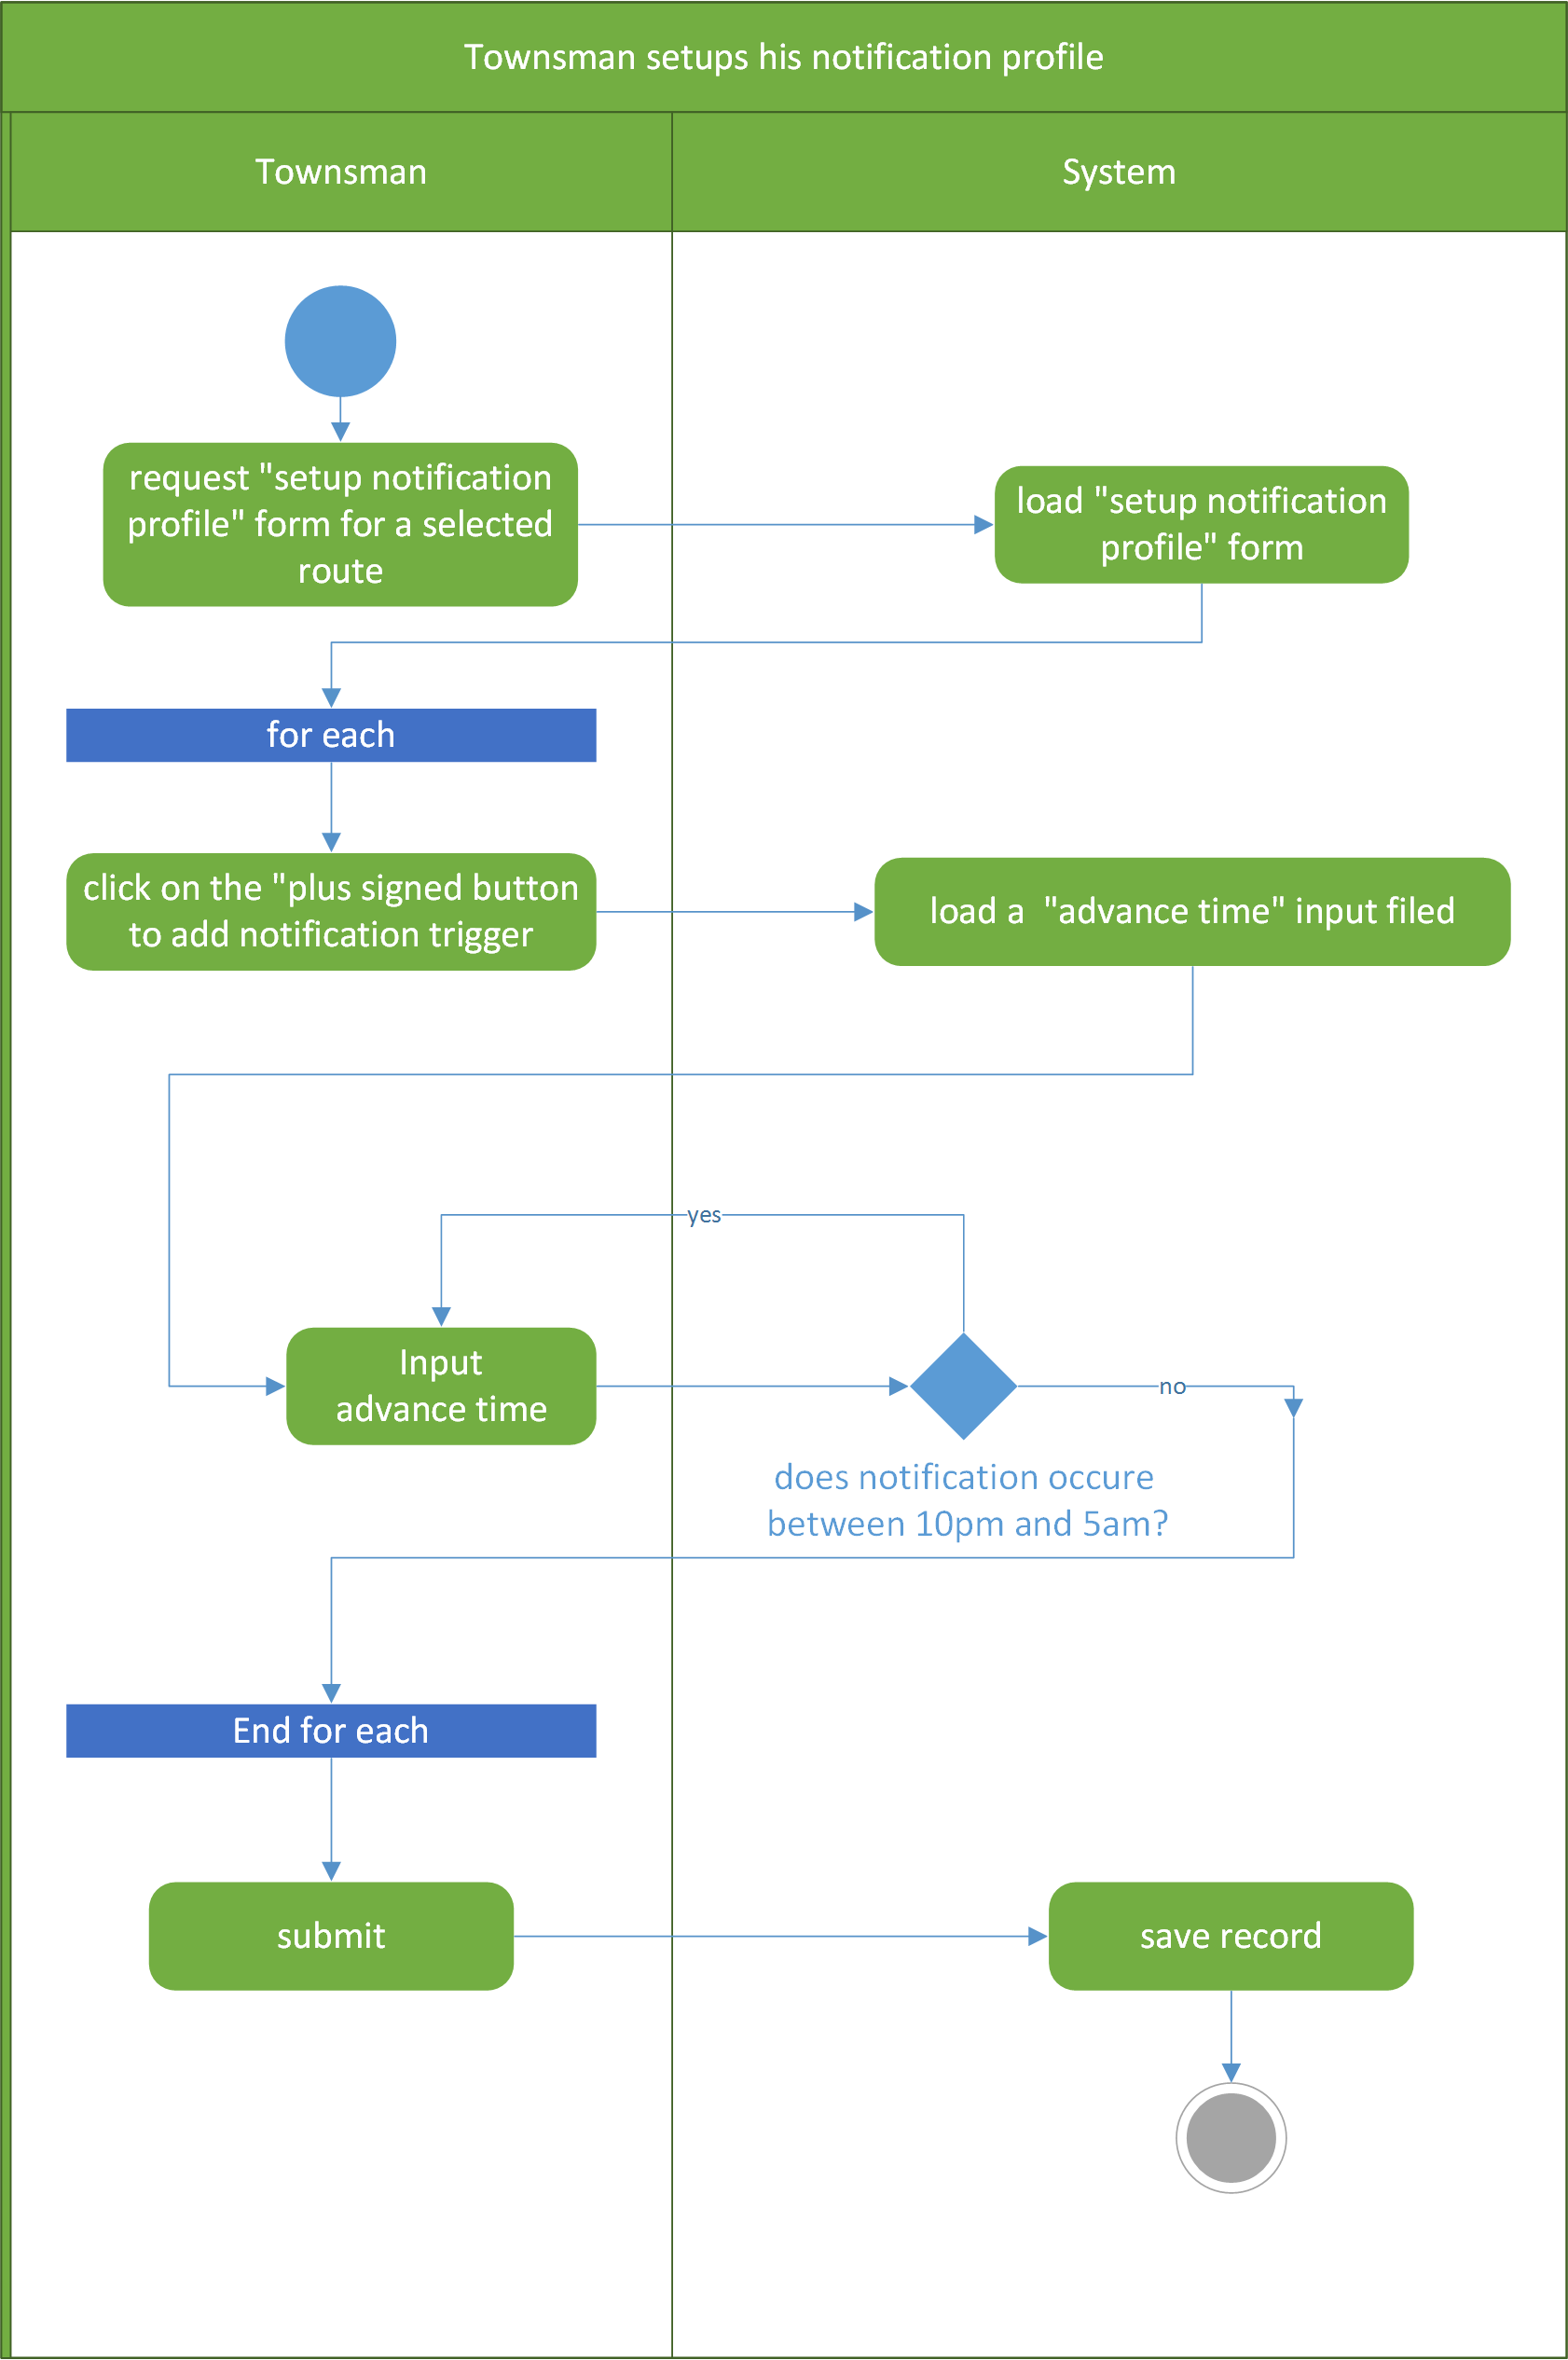 Townsman setups his notification profile
Townsman
System
request "setup notification
profile" form for a selected
route
load "setup notification
profile" form
for each
click on the "plus signed button
to add notification trigger
load a  "advance time" input filed
yes
Input
advance time
no
does notification occure
between 10pm and 5am?
End for each
submit
save record